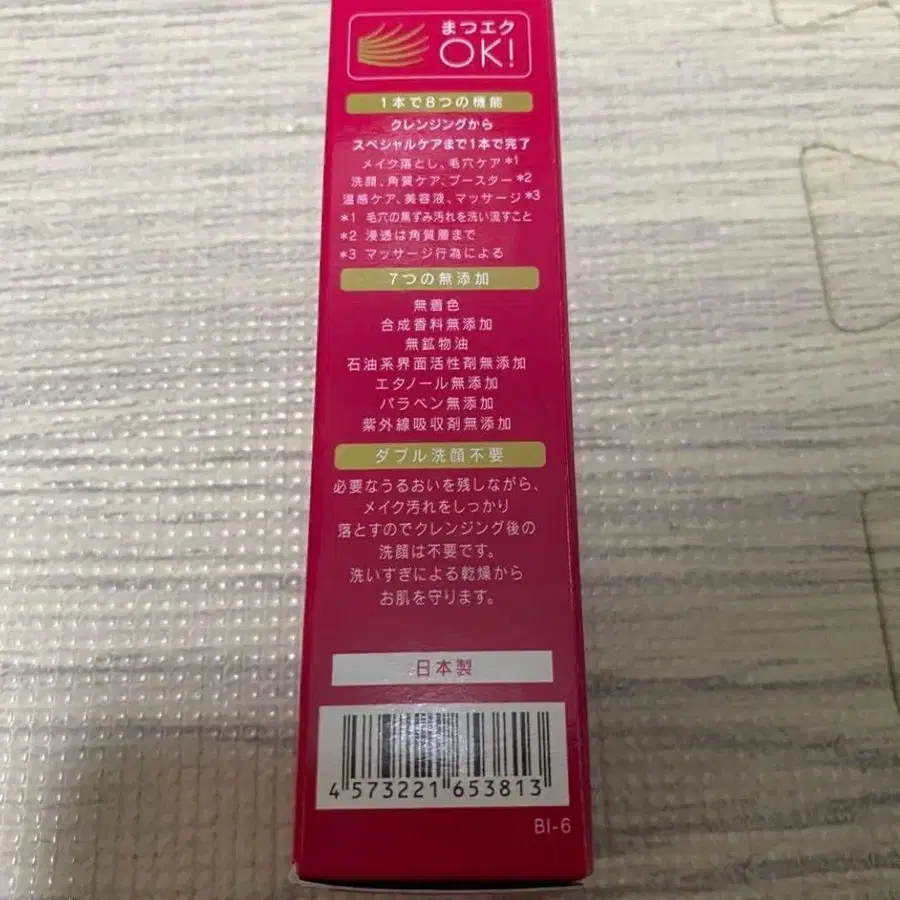 まつエク
OK!
1本で8つの機能
クレンジングから
スペシャルケアまで1本で完了
メイク落とし、毛穴ケア*1
洗顔、角質ケア、ブースター*2
温感ケア、美容液、マッサージ*3
*1 毛穴の黒ずみ汚れを洗い流すこと
*2 浸透は角質層まで
*3 マッサージ行為による
7つの無添加
無着色
合成香料無添加
無鉱物油
石油系界面活性剤無添加
エタノール無添加
パラベン無添加
紫外線吸収剤無添加
ダブル洗顔不要
必要なうるおいを残しながら、
メイク汚れをしっかり
落とすのでクレンジング後の
洗顔は不要です。
洗いすぎによる乾燥から
お肌を守ります。
日本製
4 573221 653813
BI-6